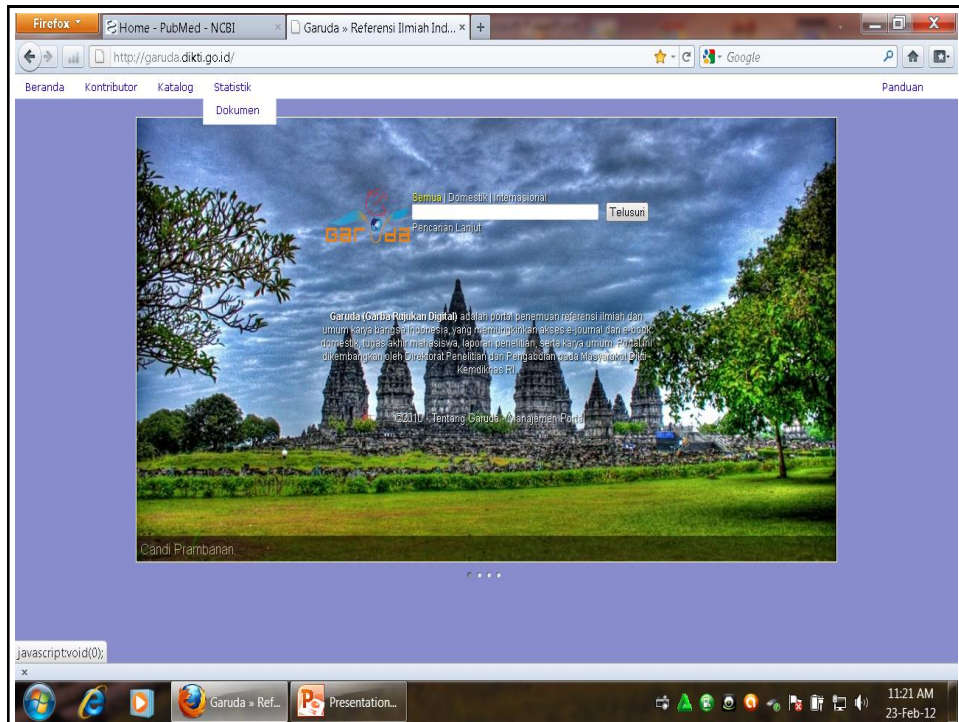 Firefox
Home - PubMed - NCBI
Garuda » Referensi Ilmiah Ind...
http://garuda.dikti.go.id/
Google
Beranda Kontributor Katalog Statistik Panduan
Dokumen
Semua | Domestik | Internasional
Telusuri
Garuda
Pencarian Lanjut
Garuda (Garba Rujukan Digital) adalah portal penemuan referensi ilmiah dan
umum karya bangsa Indonesia, yang memungkinkan akses e-journal dan e-book
domestik, tugas akhir mahasiswa, laporan penelitian, serta karya umum. Portal ini
dikembangkan oleh Direktorat Penelitian dan Pengabdian pada Masyarakat Dikti
Kemdiknas RI.
©2010 - Tentang Garuda - Manajemen Portal
Candi Prambanan.
javascript:void(0);
x
Garuda » Ref...
Presentation...
11:21 AM
23-Feb-12